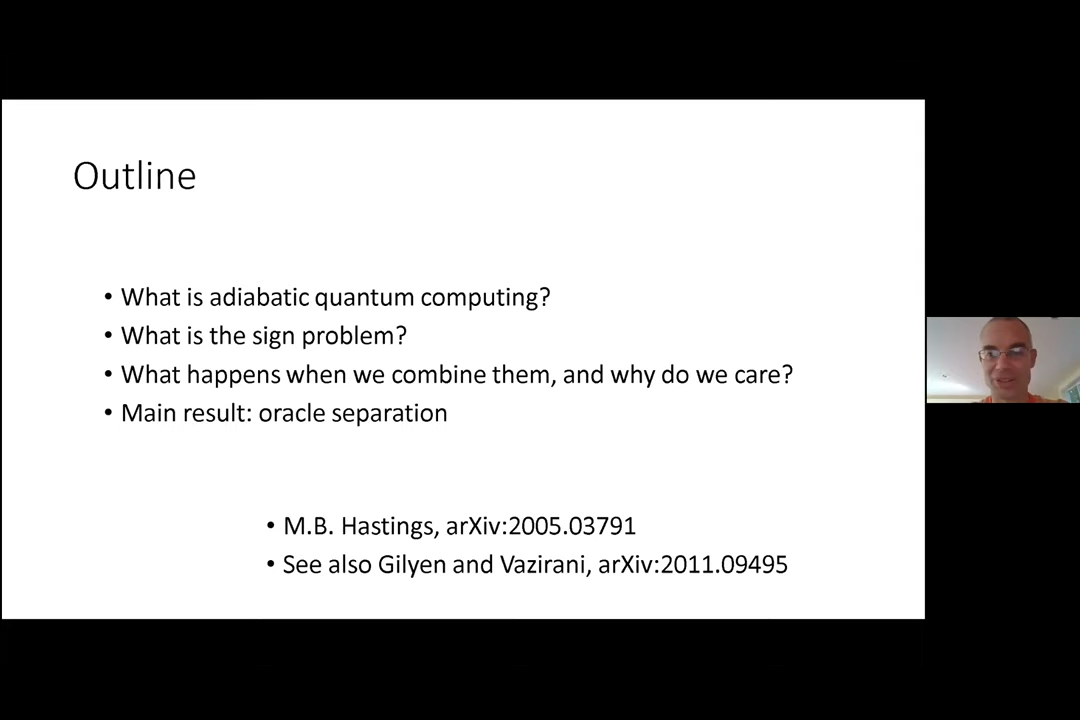 Outline
• What is adiabatic quantum computing?
• What is the sign problem?
• What happens when we combine them, and why do we care?
• Main result: oracle separation
• M.B. Hastings, arXiv:2005.03791
• See also Gilyen and Vazirani, arXiv:2011.09495